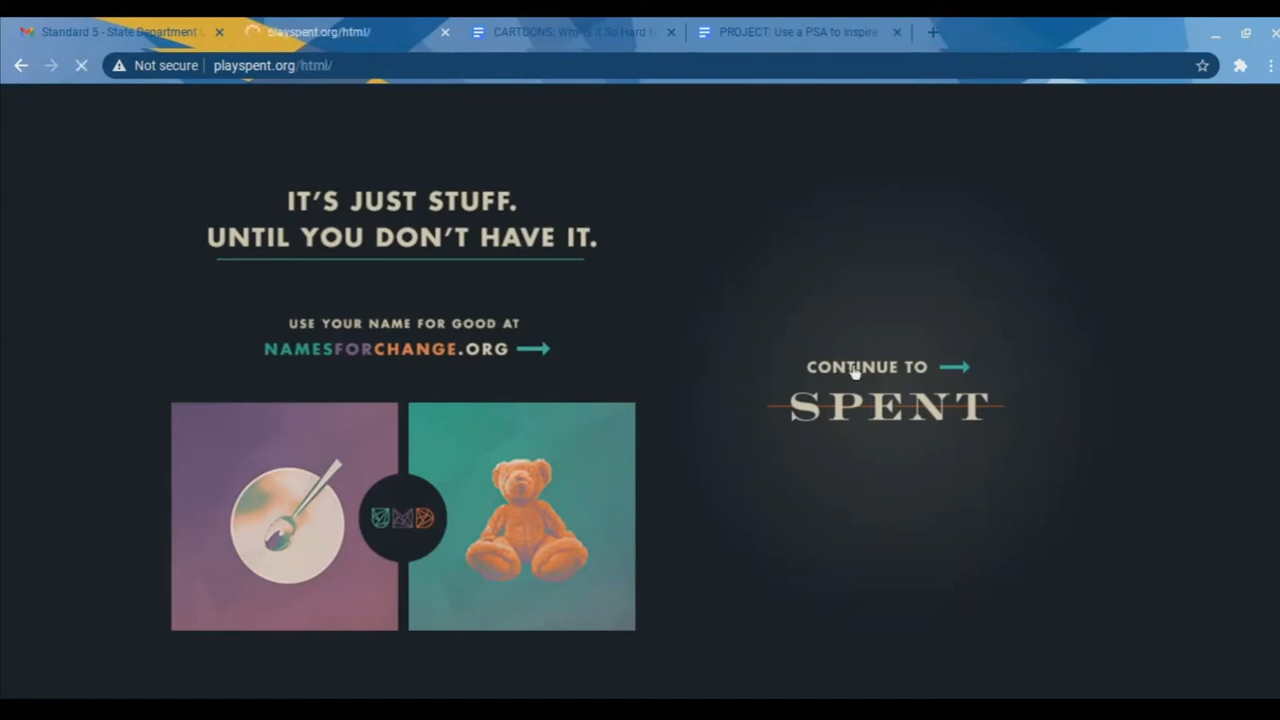 Standard 5 - State Department
playspent.org/html/
CARTOONS: Why Is It So Hard t
PROJECT: Use a PSA to Inspire
Not secure
playspent.org/html/
IT'S JUST STUFF.
UNTIL YOU DON'T HAVE IT.
USE YOUR NAME FOR GOOD AT
NAMESFORCHANGE.ORG
UMD
CONTINUE TO
SPENT